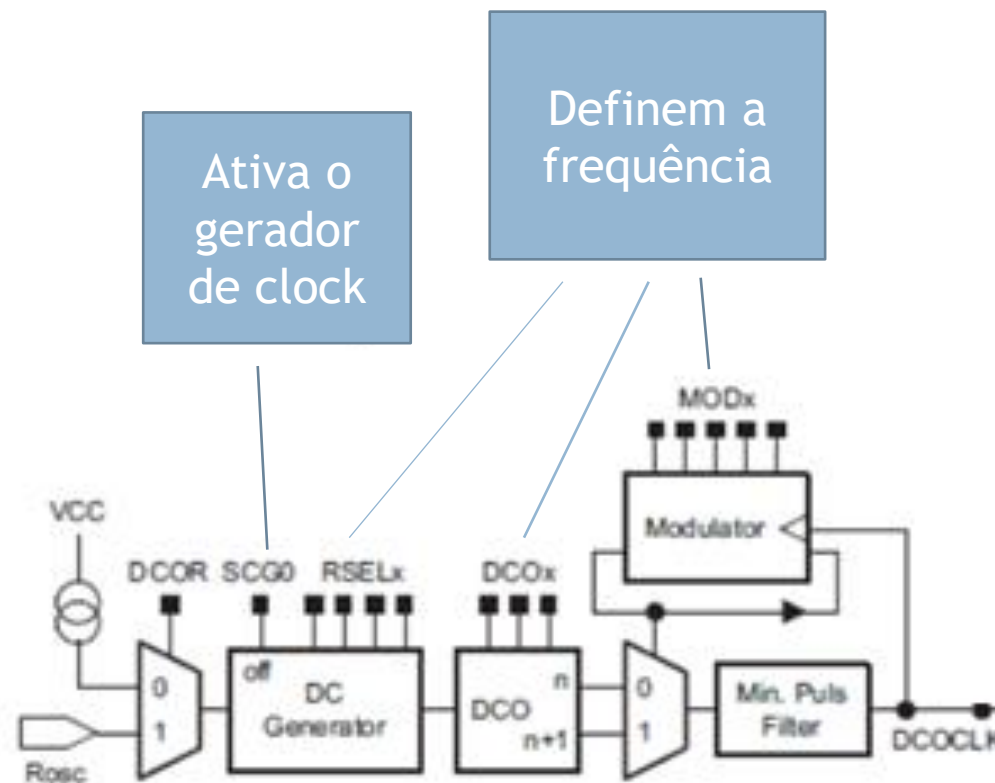 Definem a
frequência
Ativa o
gerador
de clock
MODx
Modulator
VCC
DCOR SCG0 RSELx DCOx
off
DC
Generator
DCO
n
n+1
0
1
0
1
Min. Puls
Filter
DCOCLK
Rosc